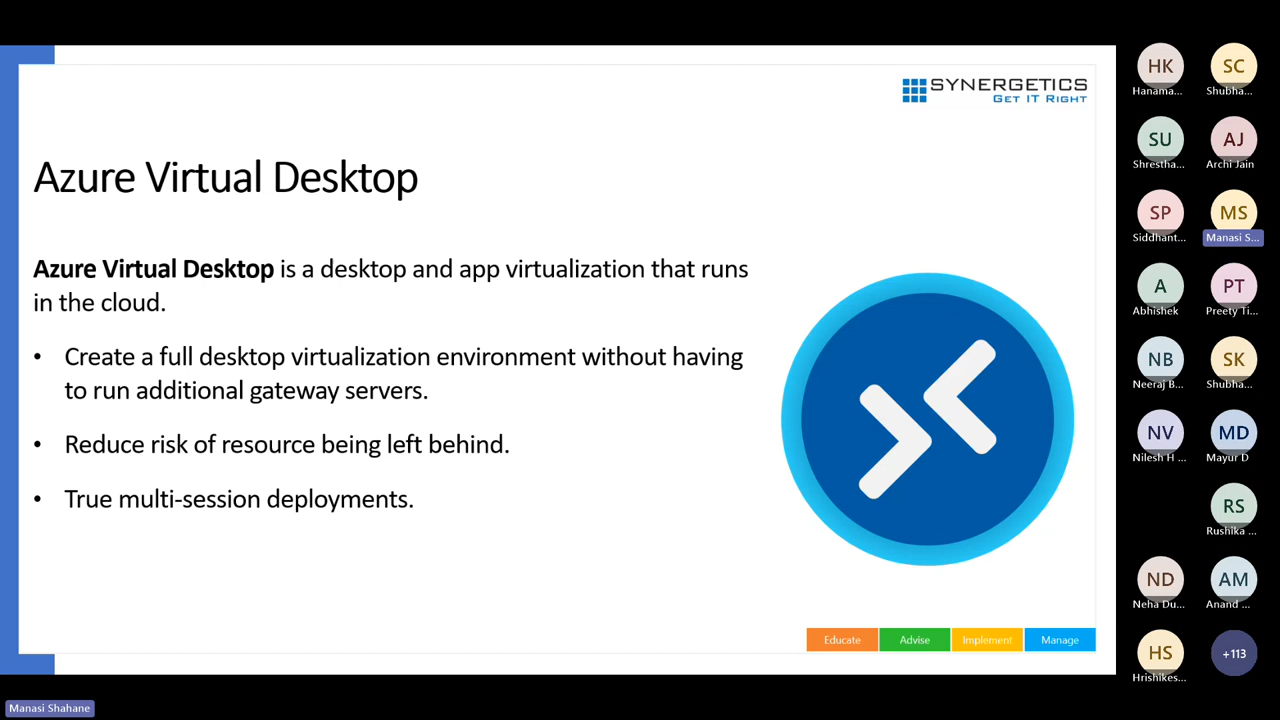 SYNERGETICS
GET IT RIGHT
Azure Virtual Desktop
Azure Virtual Desktop is a desktop and app virtualization that runs
in the cloud.
• Create a full desktop virtualization environment without having
to run additional gateway servers.
• Reduce risk of resource being left behind.
• True multi-session deployments.
Educate Advise Implement Manage
HK SC
Hanama... Shubha...
SU AJ
Shrestha... Archi Jain
SP MS
Siddhant... Manasi S...
A PT
Abhishek Preety Ti...
NB SK
Neeraj B... Shubha...
NV MD
Nilesh H ... Mayur D
RS
Rushika ...
ND AM
Neha Du... Anand ...
HS +113
Hrishikes...
Manasi Shahane